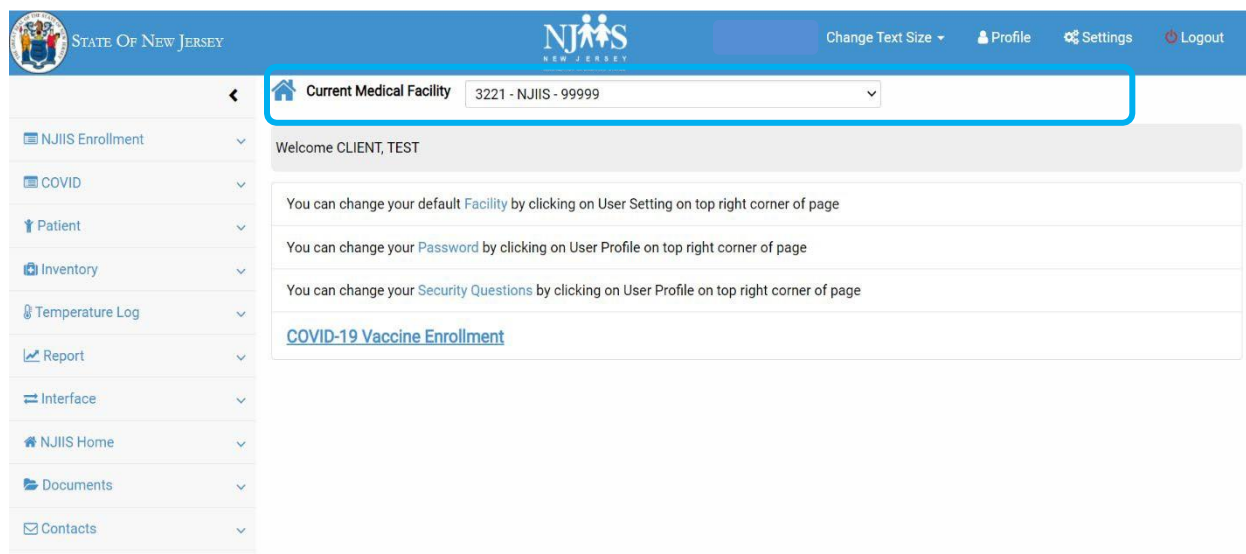 STATE OF NEW JERSEY
NJIIS
NEW JERSEY
Change Text Size
Profile
Settings
Logout
Current Medical Facility
3221 - NJIIS - 99999
NJIIS Enrollment
COVID
Patient
Inventory
Temperature Log
Report
Interface
NJIIS Home
Documents
Contacts
Welcome CLIENT, TEST
You can change your default Facility by clicking on User Setting on top right corner of page
You can change your Password by clicking on User Profile on top right corner of page
You can change your Security Questions by clicking on User Profile on top right corner of page
COVID-19 Vaccine Enrollment